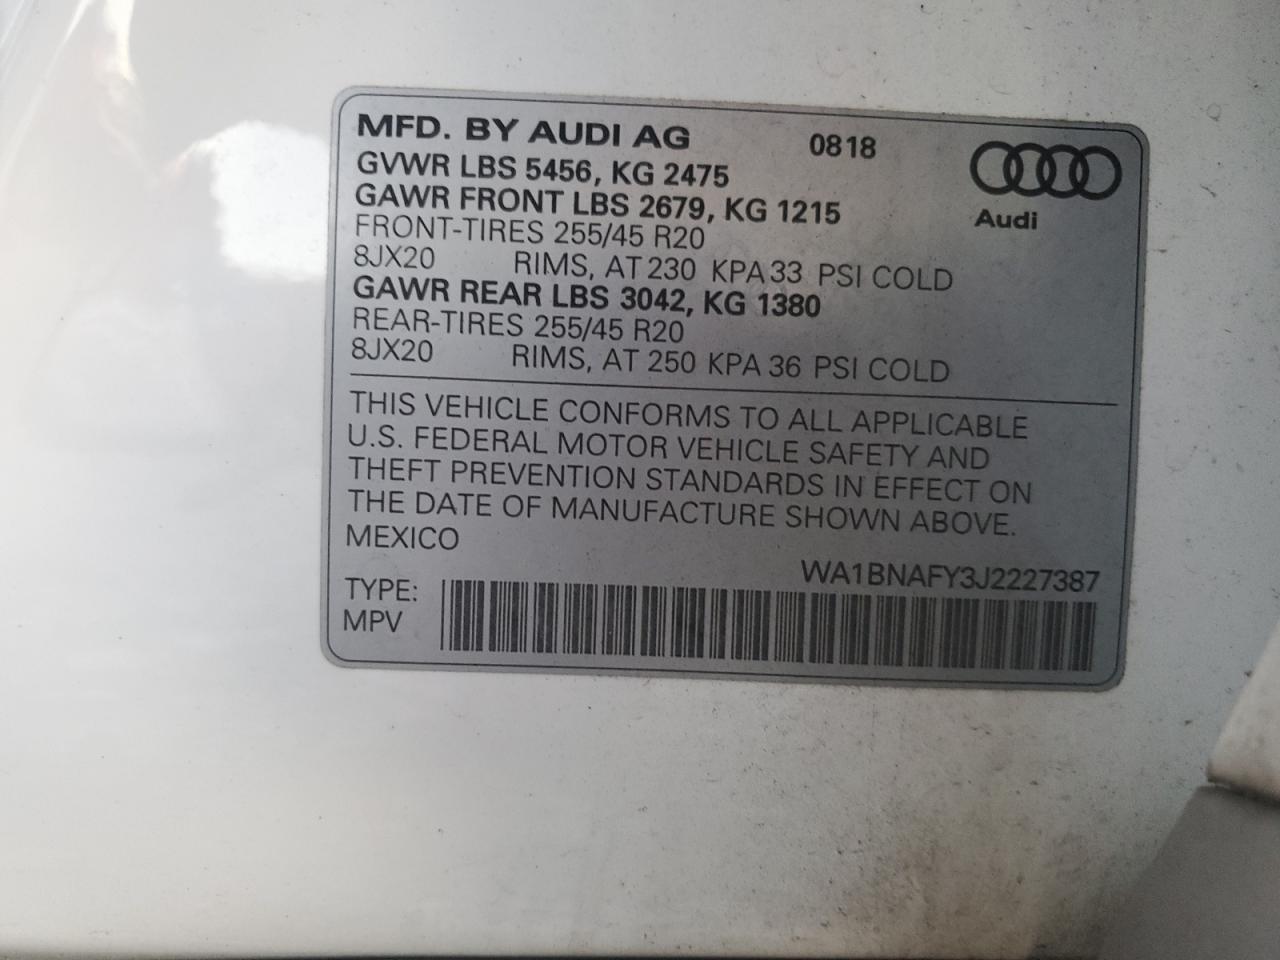 MFD. BY AUDI AG 0818
GVWR LBS 5456, KG 2475
GAWR FRONT LBS 2679, KG 1215
Audi
FRONT-TIRES 255/45 R20
8JX20 RIMS, AT 230 KPA 33 PSI COLD
GAWR REAR LBS 3042, KG 1380
REAR-TIRES 255/45 R20
8JX20 RIMS, AT 250 KPA 36 PSI COLD
THIS VEHICLE CONFORMS TO ALL APPLICABLE
U.S. FEDERAL MOTOR VEHICLE SAFETY AND
THEFT PREVENTION STANDARDS IN EFFECT ON
THE DATE OF MANUFACTURE SHOWN ABOVE.
MEXICO
WA1BNAFY3J2227387
TYPE:
MPV